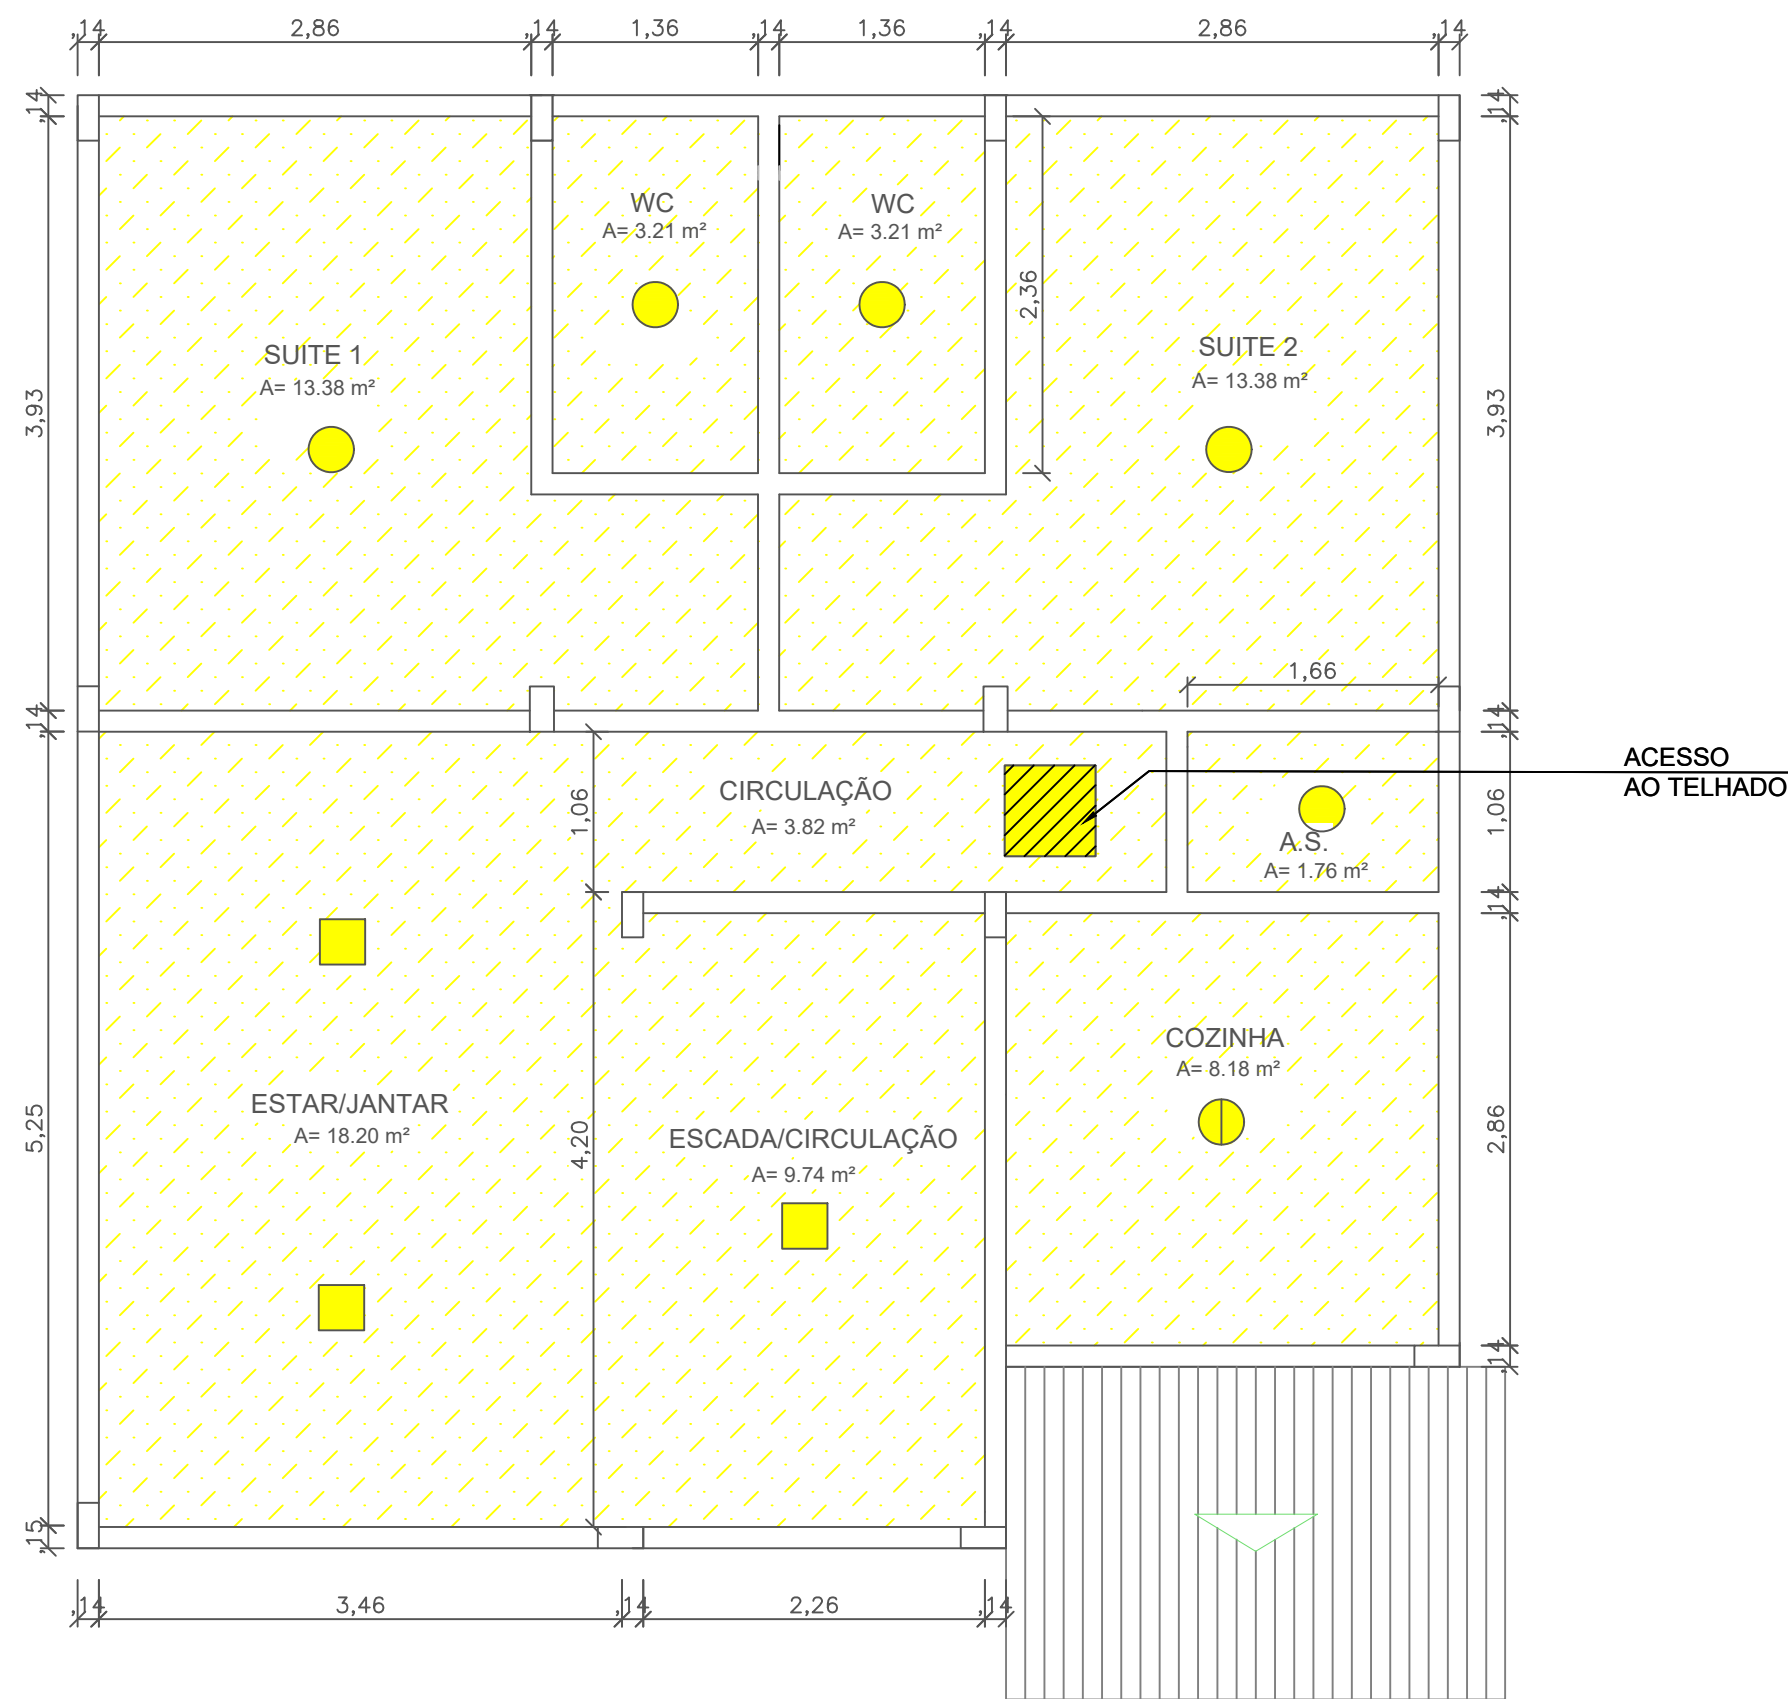 ,14 2,86 ,14 1,36 ,14 1,36 ,14 2,86 ,14
,14
,14
WC
A= 3.21 m²
WC
A= 3.21 m²
2,36
SUITE 1
A= 13.38 m²
SUITE 2
A= 13.38 m²
3,93
3,93
1,66
,14
,14
CIRCULAÇÃO
A= 3.82 m²
1,06
1,06
ACESSO
AO TELHADO
A.S.
A= 1.76 m²
,14
COZINHA
A= 8.18 m²
ESTAR/JANTAR
A= 18.20 m²
ESCADA/CIRCULAÇÃO
A= 9.74 m²
5,25
4,20
2,86
,14
,15
,14 3,46 ,14 2,26 ,14